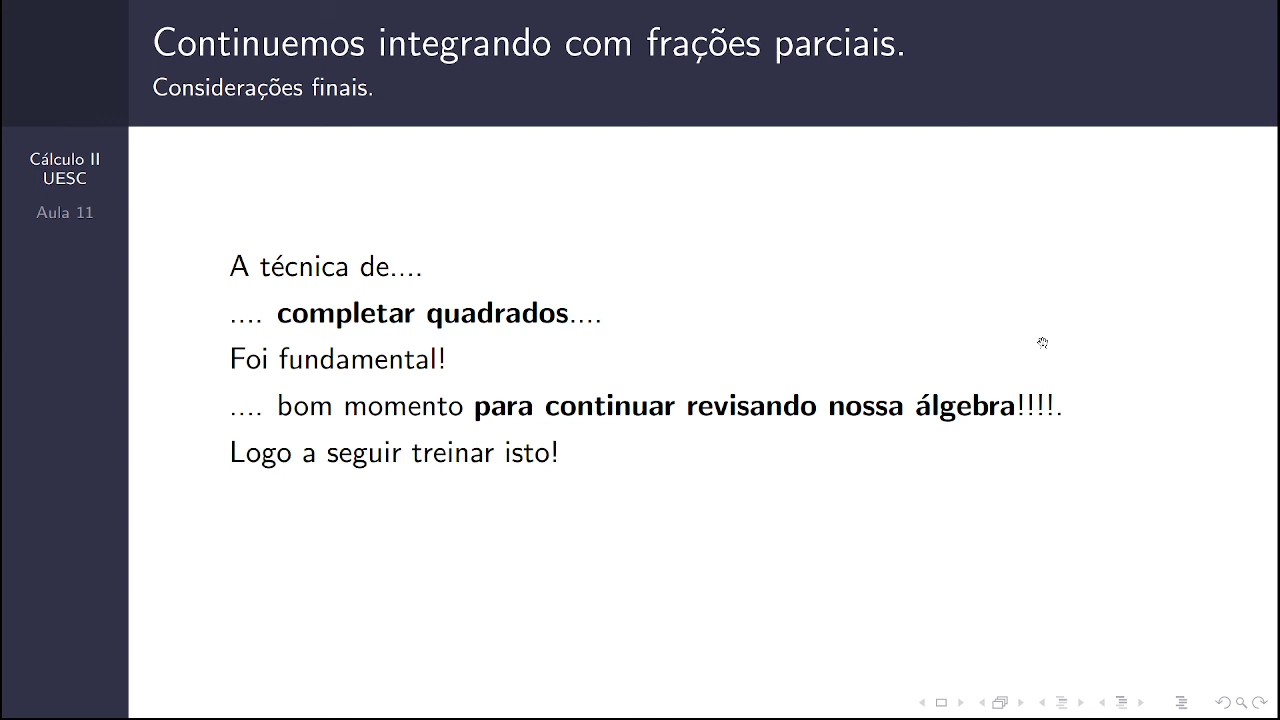 Continuemos integrando com frações parciais.
Considerações finais.
Cálculo II
UESC
Aula 11
A técnica de....
.... completar quadrados....
Foi fundamental!
.... bom momento para continuar revisando nossa álgebra!!!!.
Logo a seguir treinar isto!